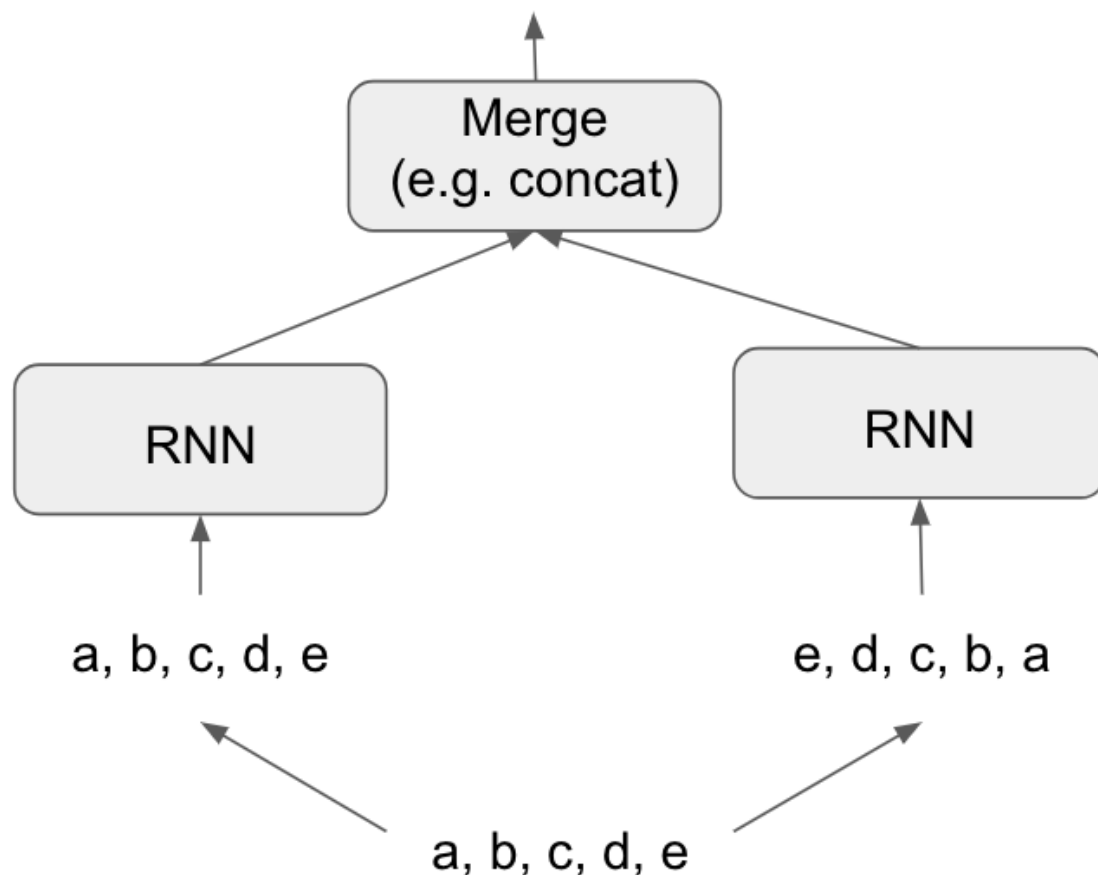 Merge
(e.g. concat)
RNN
RNN
a, b, c, d, e
e, d, c, b, a
a, b, c, d, e